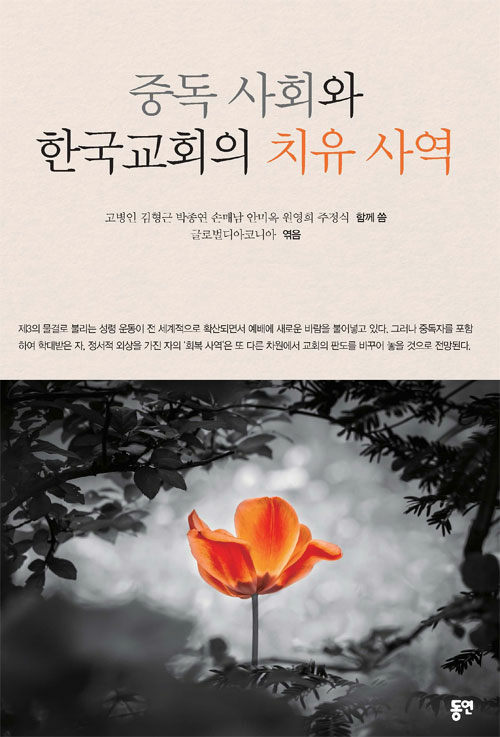 중독 사회와
한국교회의 치유 사역
고병인 김형근 박종연 손매남 안미옥 원영희 주정식 함께 씀
글로벌디아코니아 엮음
제3의 물결로 불리는 성령 운동이 전 세계적으로 확산되면서 예배에 새로운 바람을 불어넣고 있다. 그러나 중독자를 포함
하여 학대받은 자, 정서적 외상을 가진 자의 '회복 사역'은 또 다른 차원에서 교회의 판도를 바꾸어 놓을 것으로 전망된다.
동연